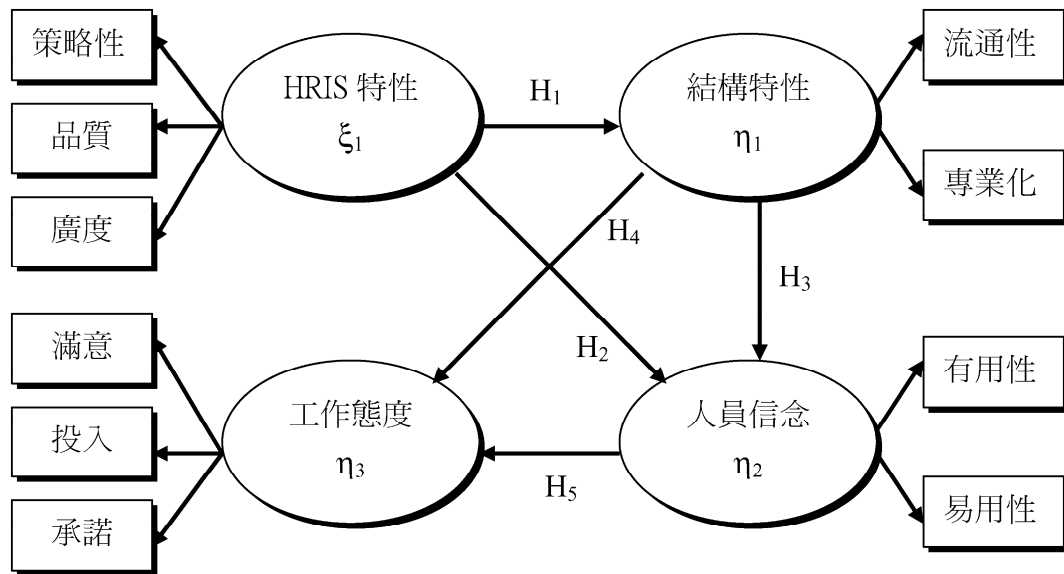 策略性
品質
廣度
HRIS 特性
ξ₁
H₁
結構特性
η₁
流通性
專業化
H₄
H₃
H₂
滿意
投入
承諾
工作態度
η₃
H₅
人員信念
η₂
有用性
易用性